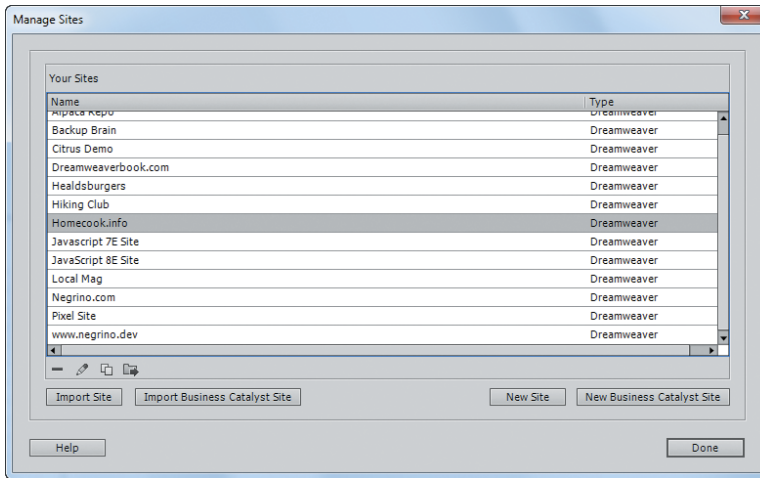 Manage Sites
Your Sites
Name Type
Alpaca Repo Dreamweaver
Backup Brain Dreamweaver
Citrus Demo Dreamweaver
Dreamweaverbook.com Dreamweaver
Healdsburgers Dreamweaver
Hiking Club Dreamweaver
Homecook.info Dreamweaver
Javascript 7E Site Dreamweaver
JavaScript 8E Site Dreamweaver
Local Mag Dreamweaver
Negrino.com Dreamweaver
Pixel Site Dreamweaver
www.negrino.dev Dreamweaver
Import Site Import Business Catalyst Site New Site New Business Catalyst Site
Help Done